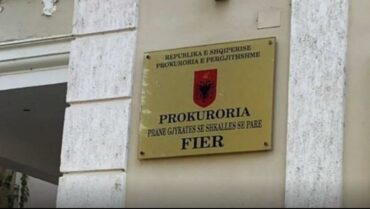 REPUBLIKA E SHQIPERISE
PROKURORIA E PERGJITHSHME
PROKURORIA
PRANE GJYKATES SE SHKALLES SE PARE
FIER